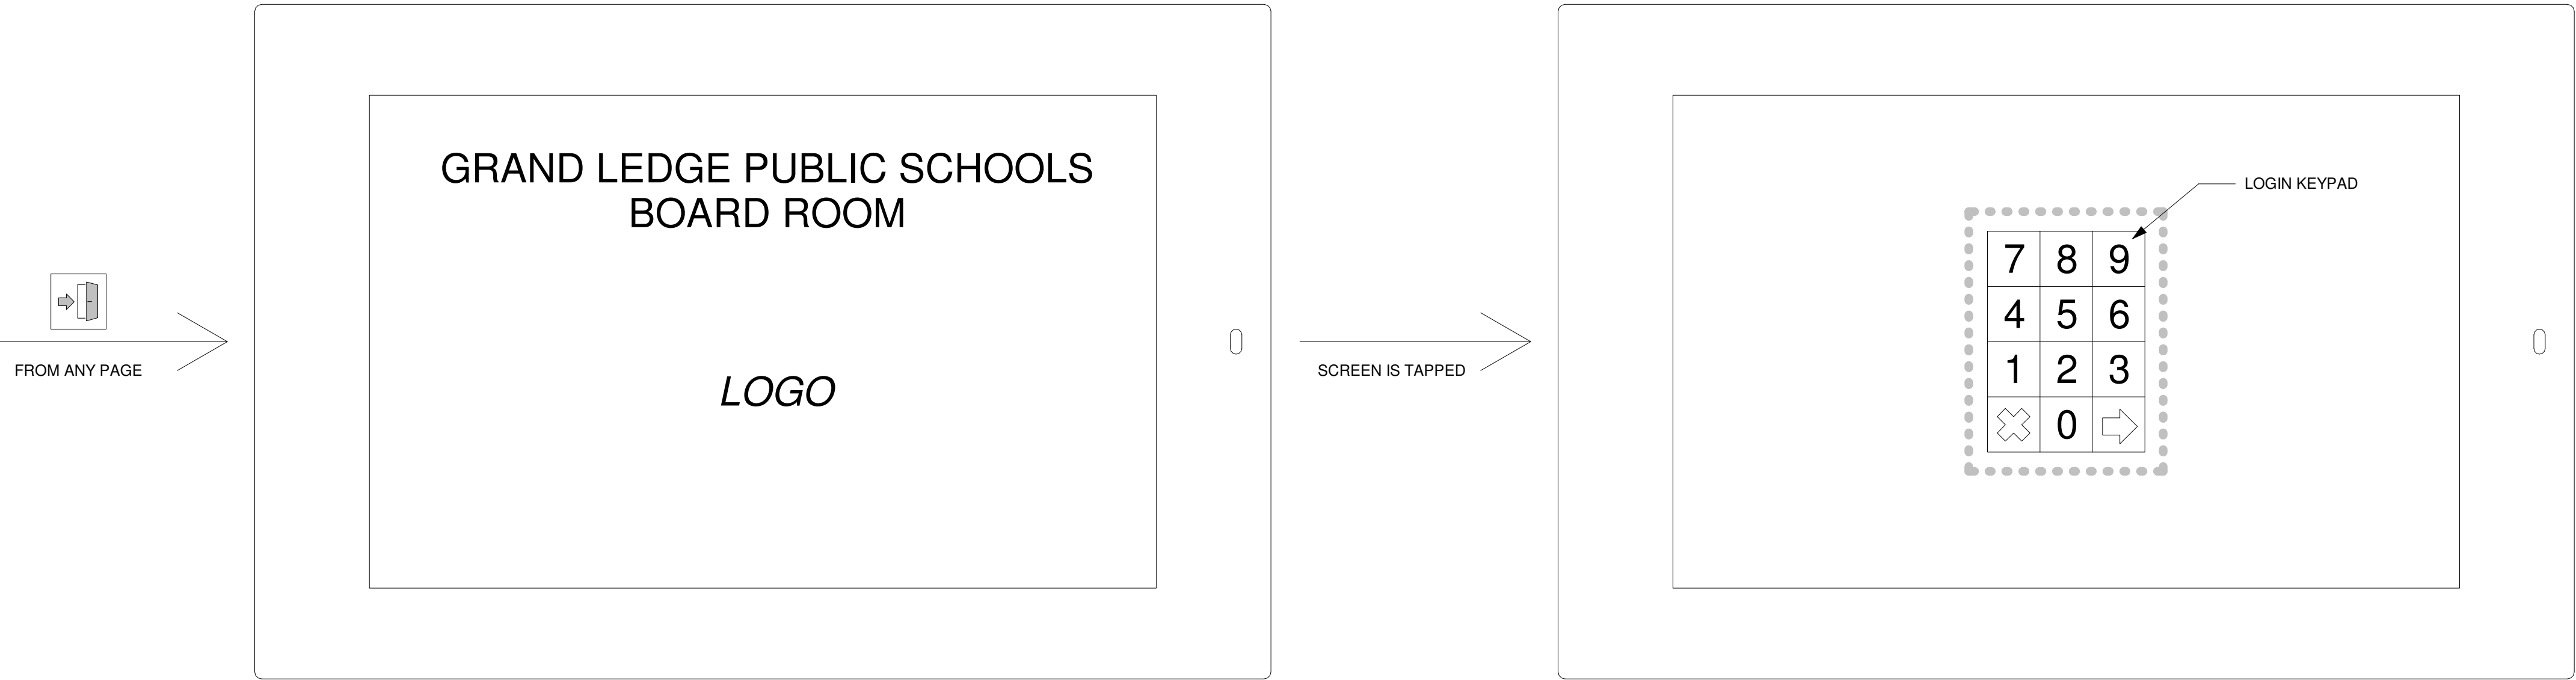 FROM ANY PAGE
GRAND LEDGE PUBLIC SCHOOLS
BOARD ROOM
LOGO
SCREEN IS TAPPED
LOGIN KEYPAD
7 8 9
4 5 6
1 2 3
0